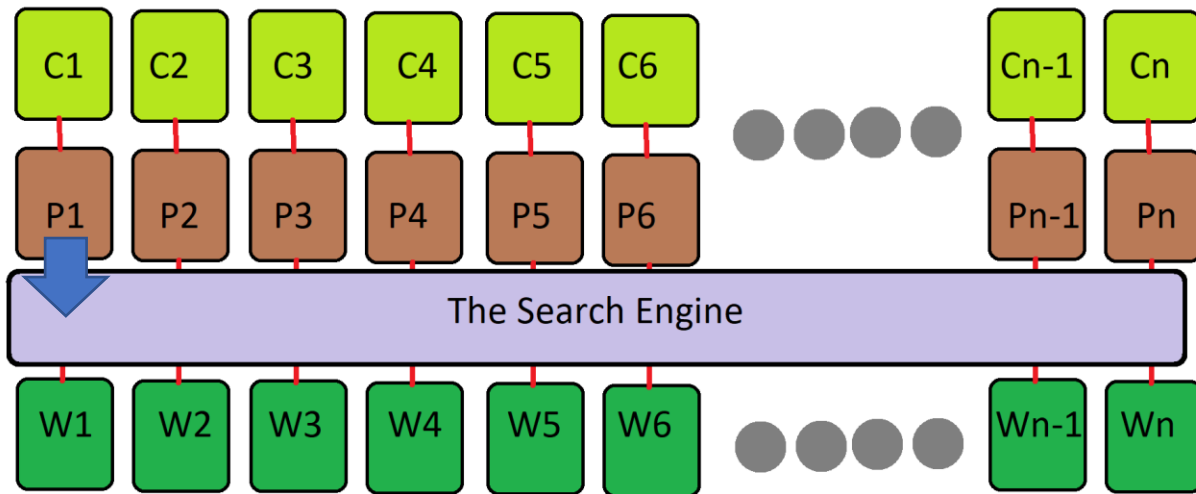 C1 C2 C3 C4 C5 C6 Cn-1 Cn
P1 P2 P3 P4 P5 P6 Pn-1 Pn
The Search Engine
W1 W2 W3 W4 W5 W6 Wn-1 Wn